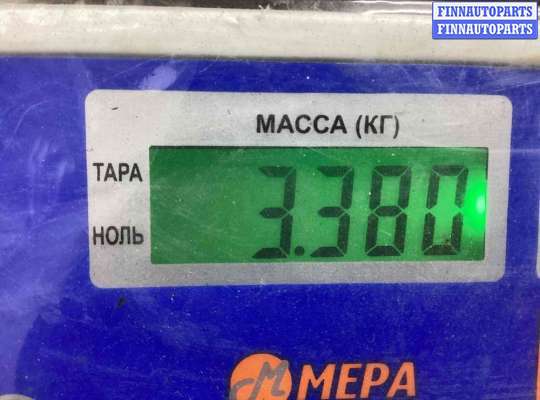 FINNAUTOPARTS
FINNAUTOPARTS
МАССА (КГ)
ТАРА
3.380
НОЛЬ
МЕРА